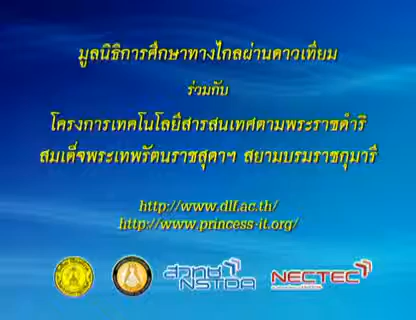 มูลนิธิการศึกษาทางไกลผ่านดาวเทียม
ร่วมกับ
โครงการเทคโนโลยีสารสนเทศตามพระราชดำริ
สมเด็จพระเทพรัตนราชสุดาฯ สยามบรมราชกุมารี
http://www.dlf.ac.th/
http://www.princess-it.org/
สวทช
NSTDA
NECTEC